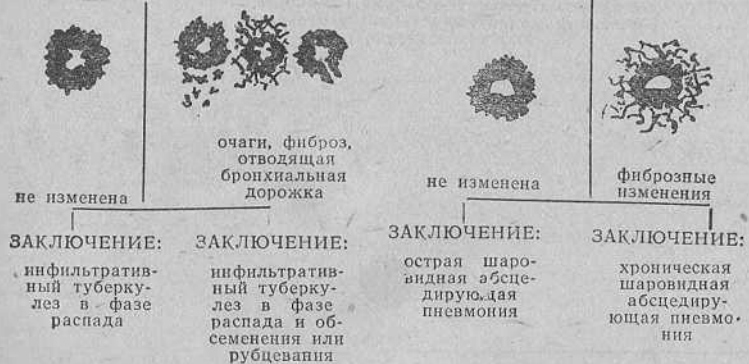 очаги, фиброз,
отводящая
бронхиальная
дорожка
не изменена
не изменена
фиброзные
изменения
ЗАКЛЮЧЕНИЕ:
ЗАКЛЮЧЕНИЕ:
ЗАКЛЮЧЕНИЕ:
ЗАКЛЮЧЕНИЕ:
инфильтратив-
ный туберку-
лез в фазе
распада
инфильтратив-
ный туберку-
лез в фазе
распада и об-
семенения или
рубцевания
острая шаро-
видная абсце-
дирующая
пневмония
хроническая
шаровидная
абсцедиру-
ющая пневмо-
ния